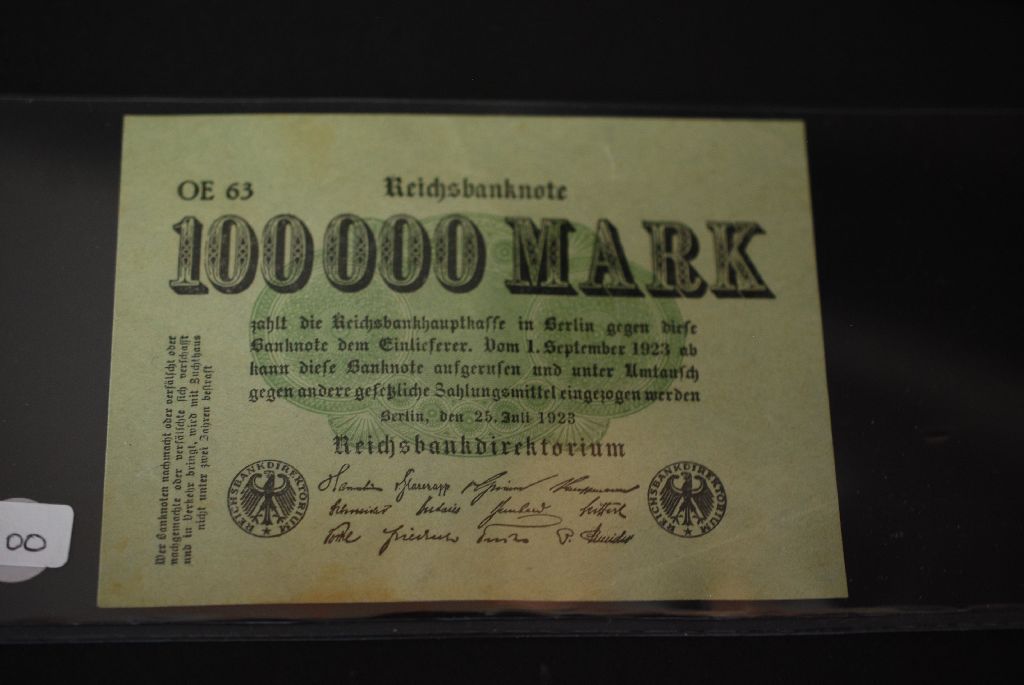 OE 63
Reichsbanknote
100000 MARK
zahlt die Reichsbankhauptkasse in Berlin gegen diese
Banknote dem Einlieferer. Vom 1. September 1923 ab
kann diese Banknote aufgerufen und unter Umtausch
gegen andere gesetzliche Zahlungsmittel eingezogen werden
Berlin, den 25. Juli 1923
Reichsbankdirektorium
REICHSBANKDIREKTORIUM
REICHSBANKDIREKTORIUM
Wer Banknoten nachmacht oder verfälscht oder
nachgemachte oder verfälschte sich verschafft
und in Verkehr bringt, wird mit Zuchthaus
nicht unter zwei Jahren bestraft
00